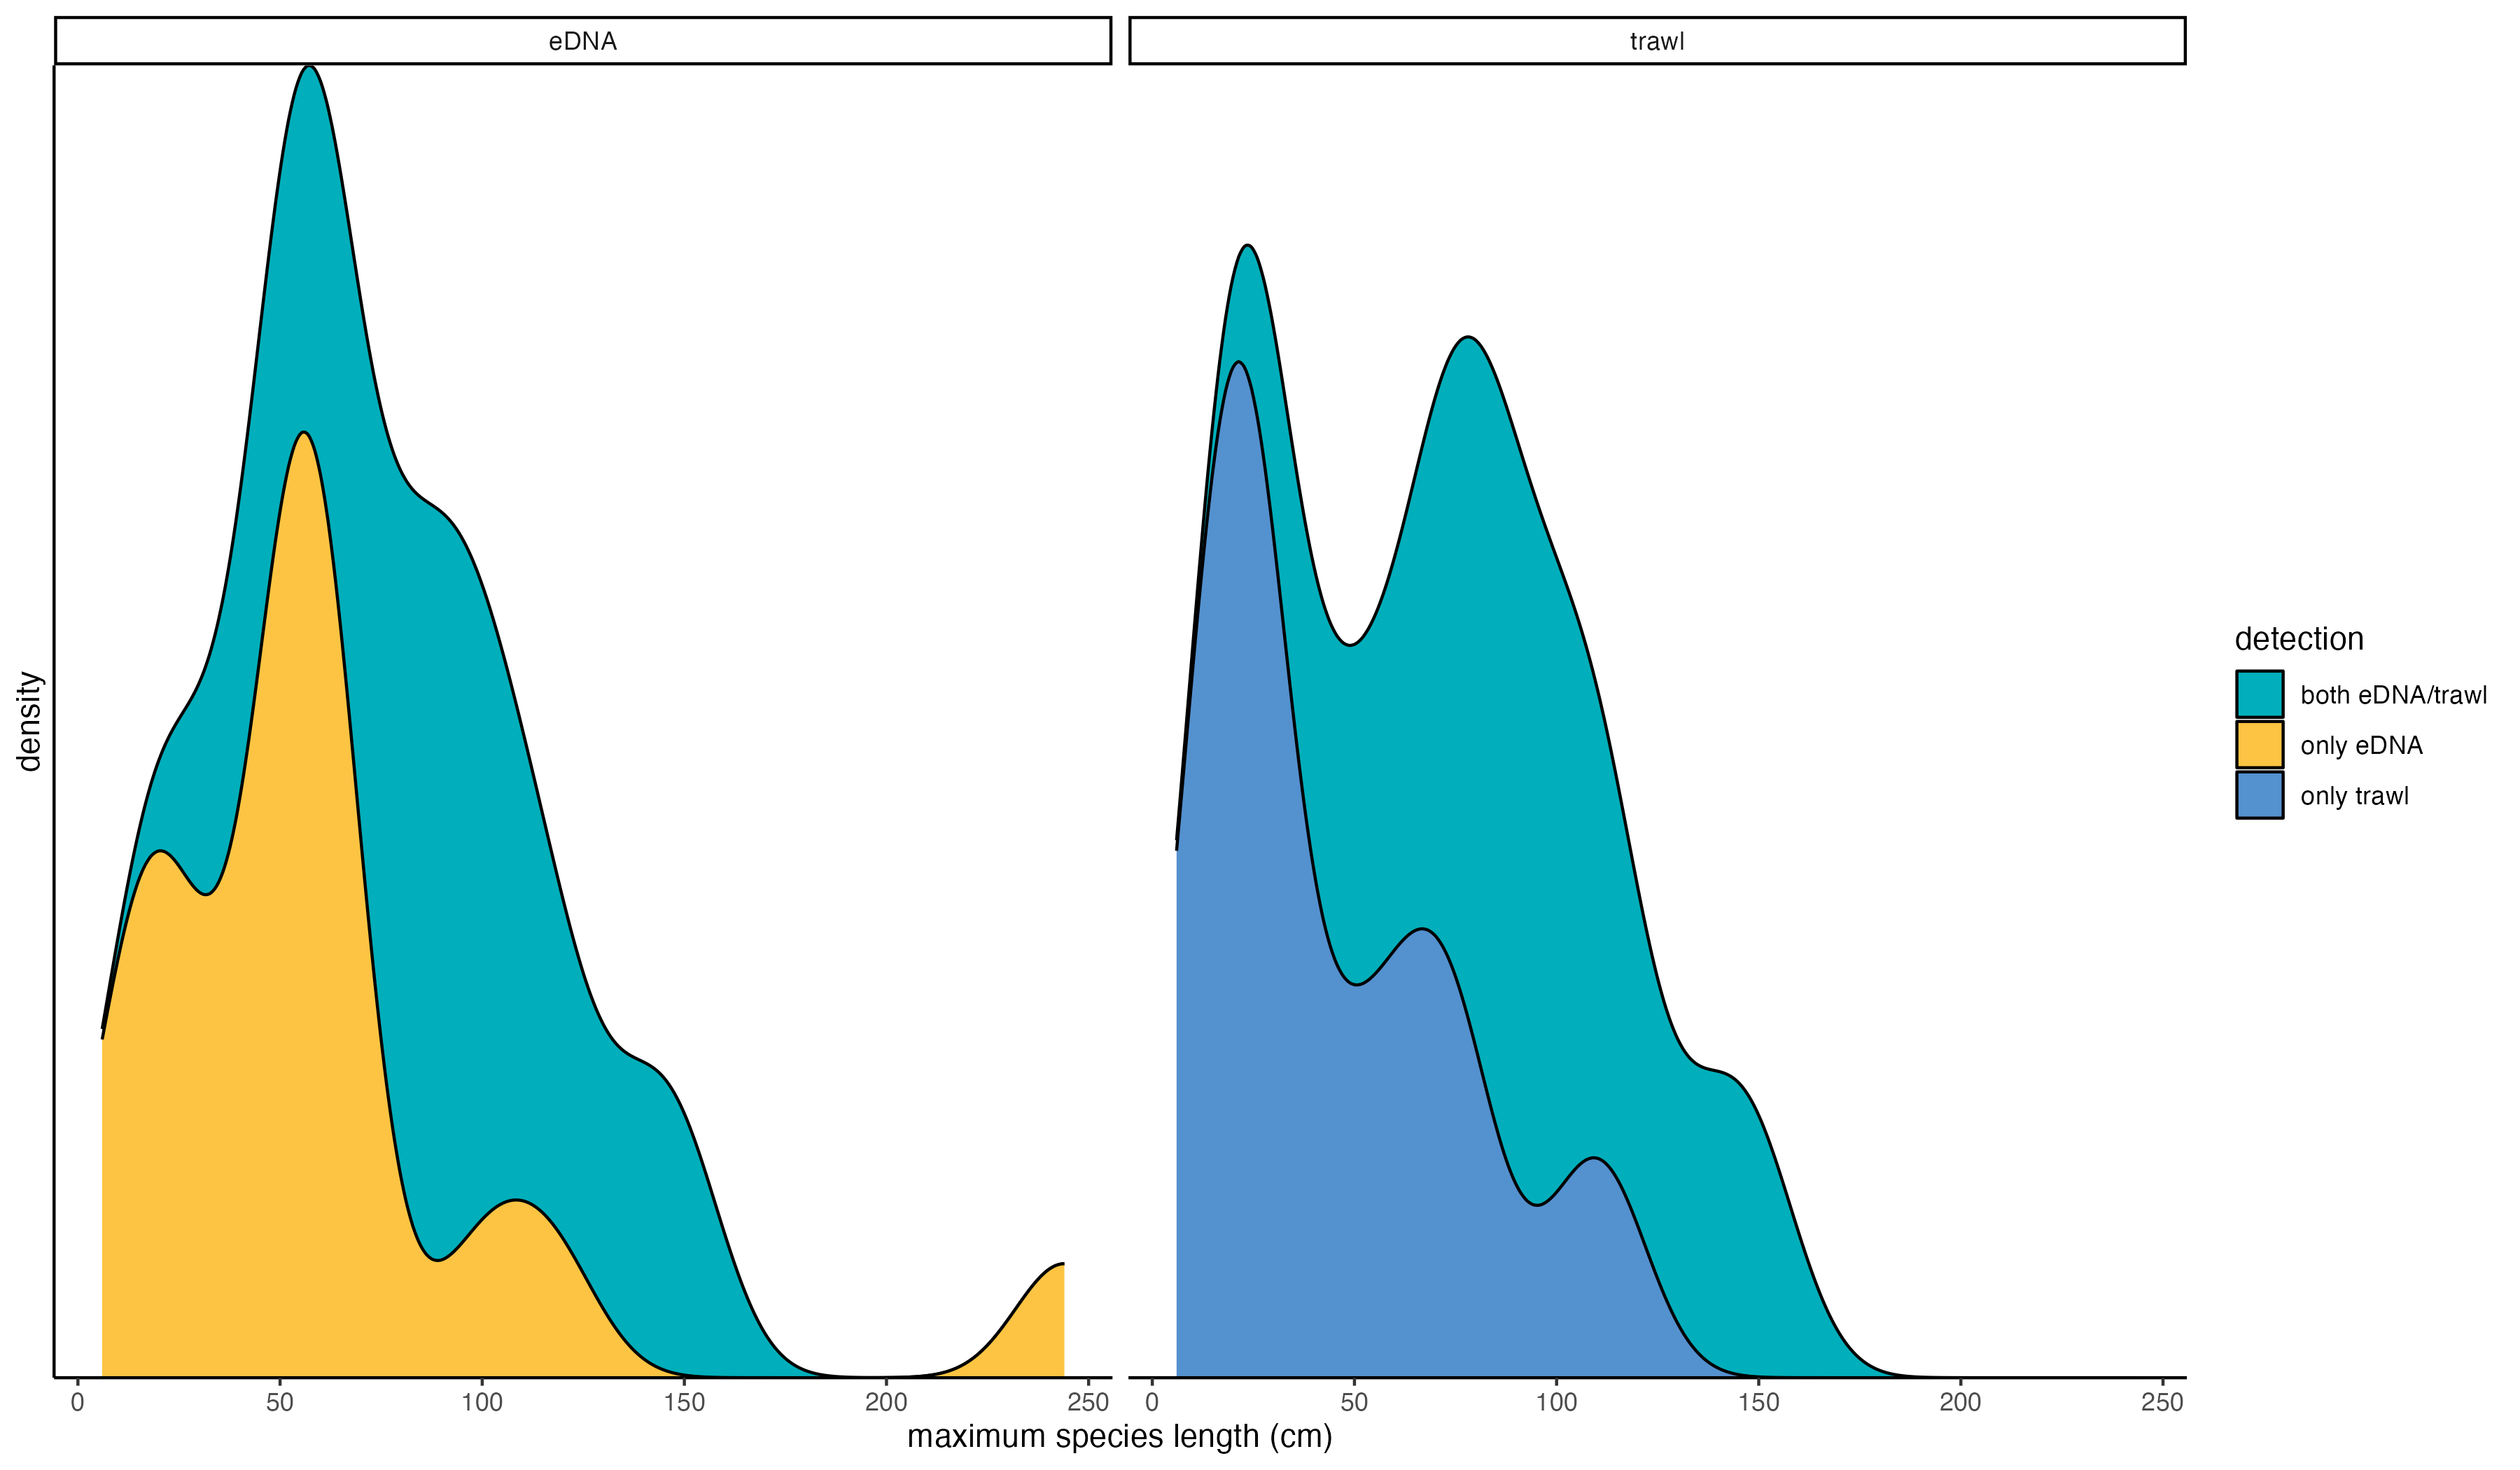 eDNA
trawl
density
0 50 100 150 200 250
0 50 100 150 200 250
maximum species length (cm)
detection
both eDNA/trawl
only eDNA
only trawl